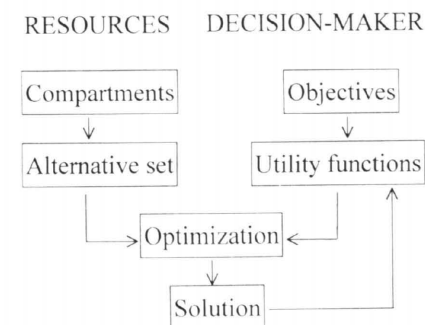 RESOURCES DECISION-MAKER
Compartments Objectives
Alternative set Utility functions
Optimization
Solution